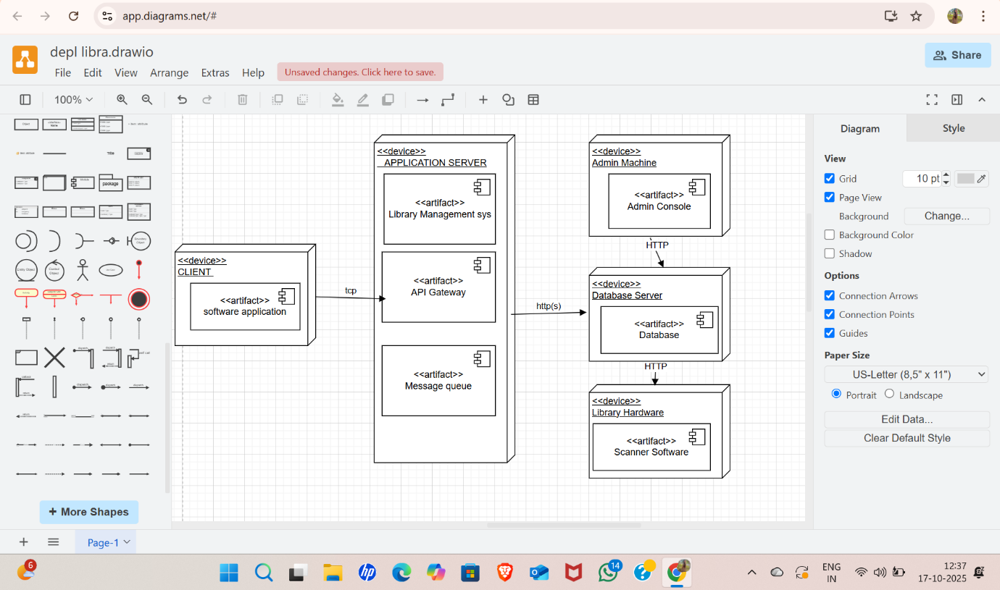 app.diagrams.net/#
depl libra.drawio
File Edit View Arrange Extras Help
Unsaved changes. Click here to save.
Share
100%
Title
package
+ More Shapes
<<device>>
CLIENT
<<artifact>>
software application
tcp
<<device>>
APPLICATION SERVER
<<artifact>>
Library Management sys
<<artifact>>
API Gateway
<<artifact>>
Message queue
http(s)
<<device>>
Admin Machine
<<artifact>>
Admin Console
HTTP
<<device>>
Database Server
<<artifact>>
Database
HTTP
<<device>>
Library Hardware
<<artifact>>
Scanner Software
Diagram Style
View
Grid 10 pt
Page View
Background Change...
Background Color
Shadow
Options
Connection Arrows
Connection Points
Guides
Paper Size
US-Letter (8,5" x 11")
Portrait Landscape
Edit Data...
Clear Default Style
Page-1
6
hp
14
ENG
IN
12:37
17-10-2025